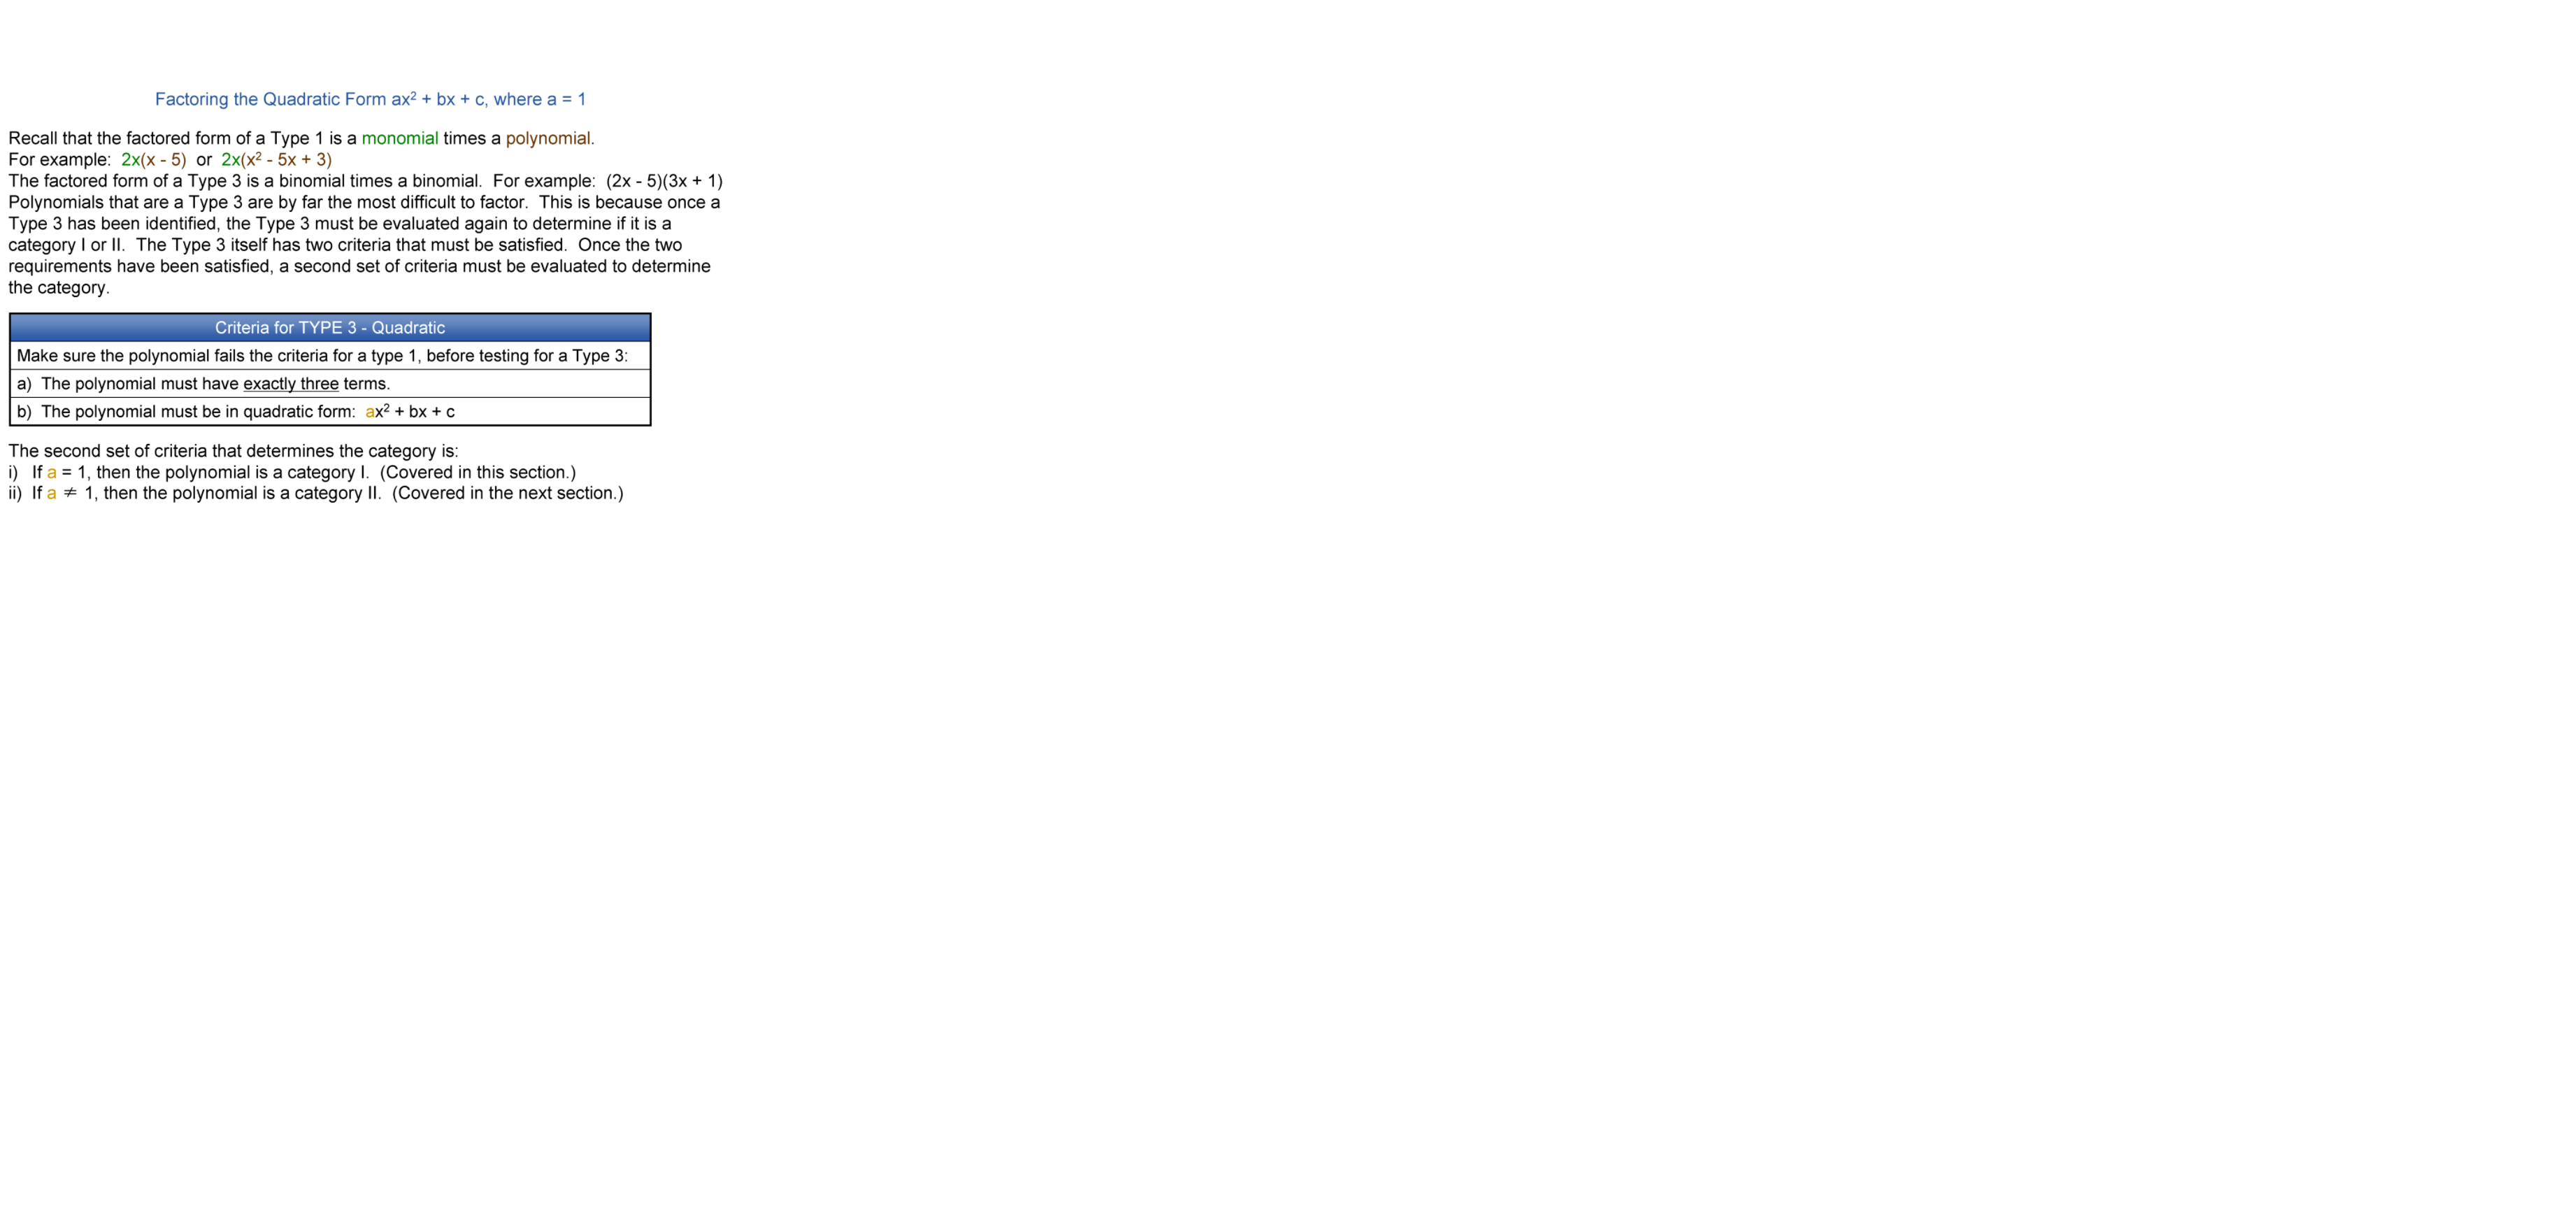 Factoring the Quadratic Form ax² + bx + c, where a = 1
Recall that the factored form of a Type 1 is a monomial times a polynomial.
For example: 2x(x - 5) or 2x(x² - 5x + 3)
The factored form of a Type 3 is a binomial times a binomial. For example: (2x - 5)(3x + 1)
Polynomials that are a Type 3 are by far the most difficult to factor. This is because once a
Type 3 has been identified, the Type 3 must be evaluated again to determine if it is a
category I or II. The Type 3 itself has two criteria that must be satisfied. Once the two
requirements have been satisfied, a second set of criteria must be evaluated to determine
the category.
Criteria for TYPE 3 - Quadratic
Make sure the polynomial fails the criteria for a type 1, before testing for a Type 3:
a) The polynomial must have exactly three terms.
b) The polynomial must be in quadratic form: ax² + bx + c
The second set of criteria that determines the category is:
i) If a = 1, then the polynomial is a category I. (Covered in this section.)
ii) If a ≠ 1, then the polynomial is a category II. (Covered in the next section.)